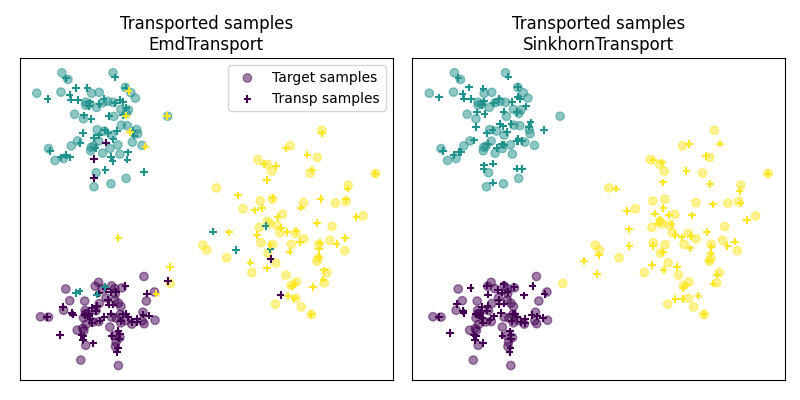 Transported samples
EmdTransport
Target samples
Transp samples
Transported samples
SinkhornTransport